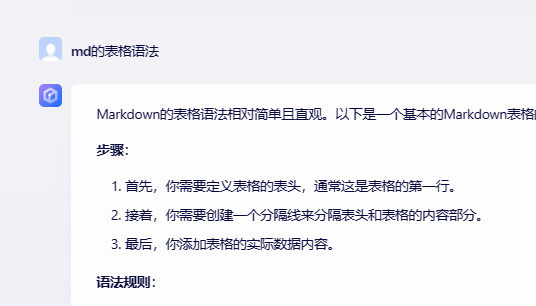 md的表格语法
Markdown的表格语法相对简单且直观。以下是一个基本的Markdown表格
步骤：
1. 首先，你需要定义表格的表头，通常这是表格的第一行。
2. 接着，你需要创建一个分隔线来分隔表头和表格的内容部分。
3. 最后，你添加表格的实际数据内容。
语法规则：